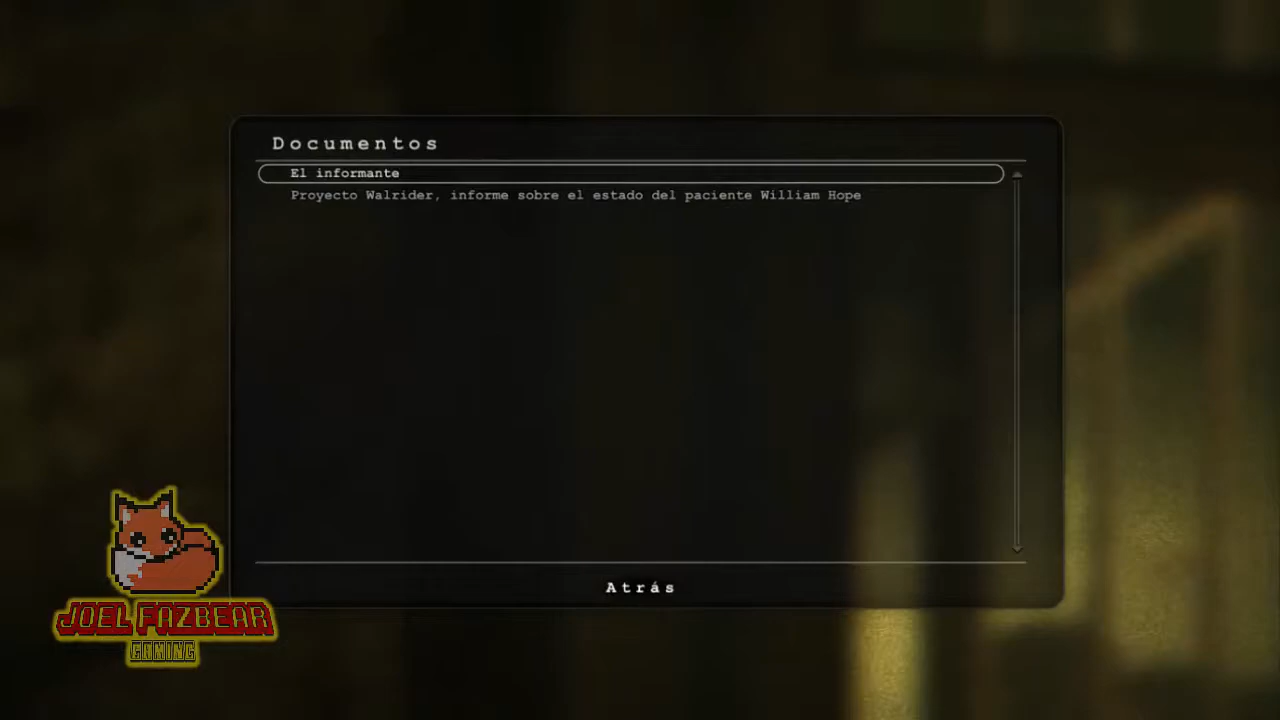 Documentos
El informante
Proyecto Walrider, informe sobre el estado del paciente William Hope
Atrás
JOEL FAZBEAR
GAMING